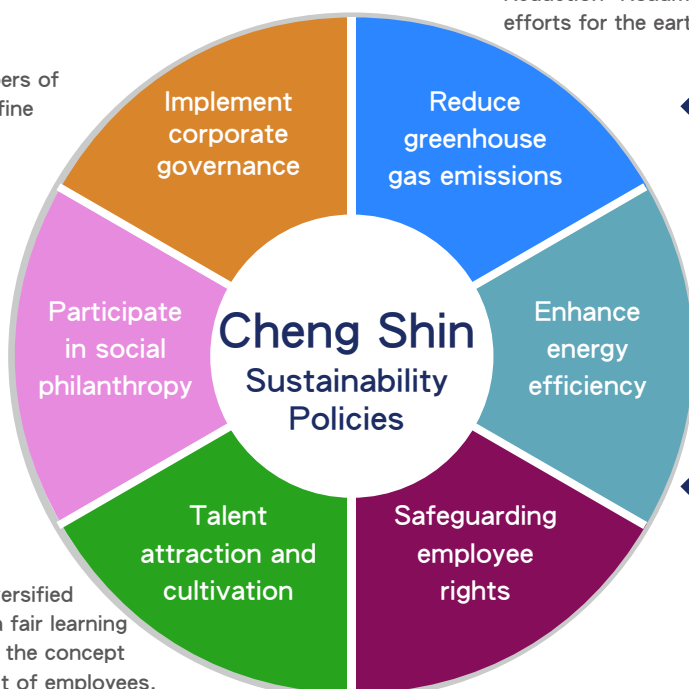 efforts for the eart
ers of
fine
Implement
corporate
governance
Reduce
greenhouse
gas emissions
Participate
in social
philanthropy
Cheng Shin
Sustainability
Policies
Enhance
energy
efficiency
Talent
attraction and
cultivation
Safeguarding
employee
rights
ersified
fair learning
the concept
t of employees.